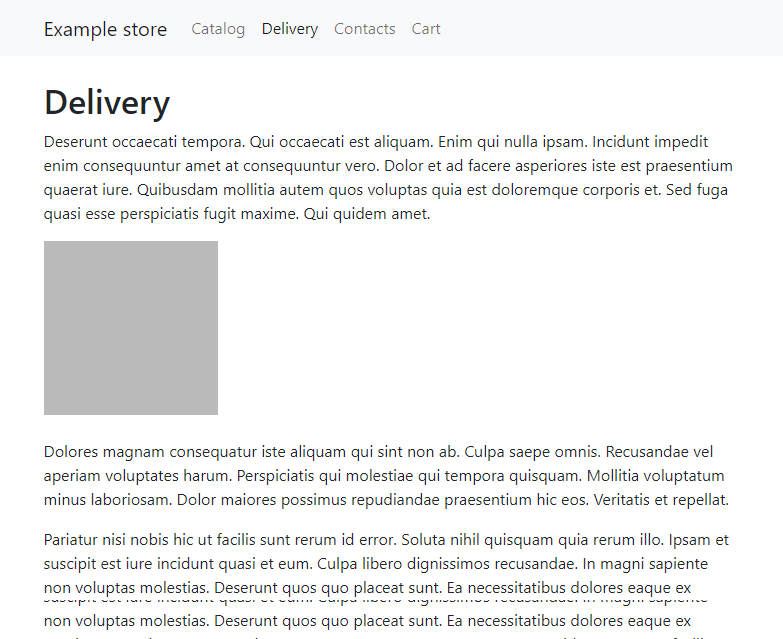 Example store Catalog Delivery Contacts Cart
Delivery
Deserunt occaecati tempora. Qui occaecati est aliquam. Enim qui nulla ipsam. Incidunt impedit
enim consequuntur amet at consequuntur vero. Dolor et ad facere asperiores iste est praesentium
quaerat iure. Quibusdam mollitia autem quos voluptas quia est doloremque corporis et. Sed fuga
quasi esse perspiciatis fugit maxime. Qui quidem amet.
Dolores magnam consequatur iste aliquam qui sint non ab. Culpa saepe omnis. Recusandae vel
aperiam voluptates harum. Perspiciatis qui molestiae qui tempora quisquam. Mollitia voluptatum
minus laboriosam. Dolor maiores possimus repudiandae praesentium hic eos. Veritatis et repellat.
Pariatur nisi nobis hic ut facilis sunt rerum id error. Soluta nihil quisquam quia rerum illo. Ipsam et
suscipit est iure incidunt quasi et eum. Culpa libero dignissimos recusandae. In magni sapiente
non voluptas molestias. Deserunt quos quo placeat sunt. Ea necessitatibus dolores eaque ex
non voluptas molestias. Deserunt quos quo placeat sunt. Ea necessitatibus dolores eaque ex